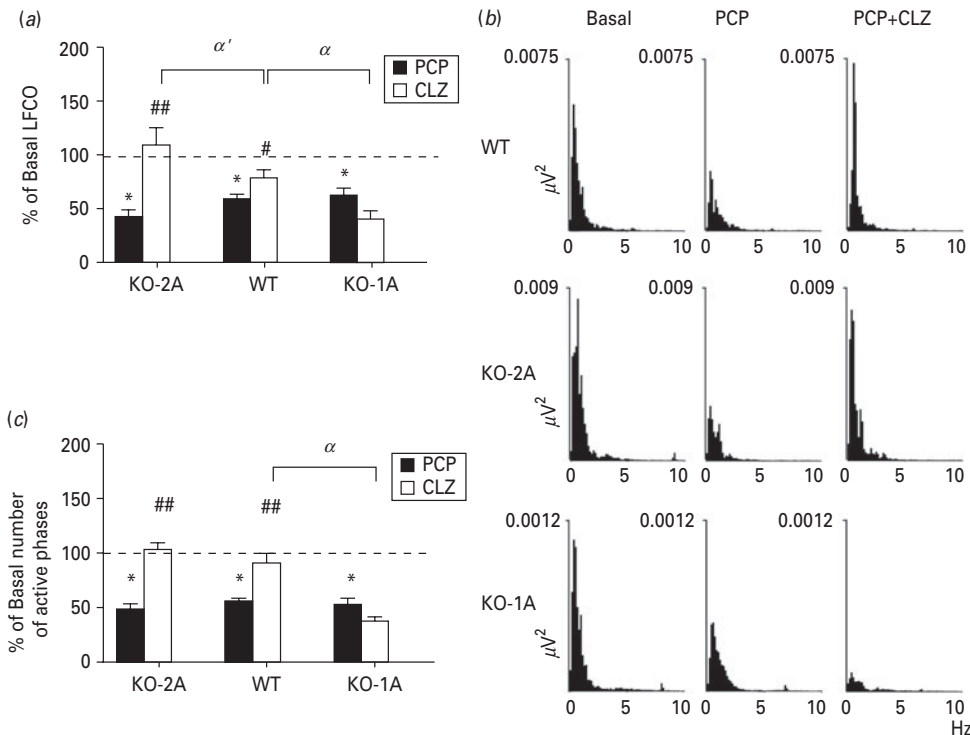 (a)
200
150
100
50
0
% of Basal LFCO
α′
α
PCP
CLZ
*
##
*
#
*
KO-2A WT KO-1A
(b)
Basal PCP PCP+CLZ
WT
0.0075 0.0075 0.0075
μV²
0 5 10 0 5 10 0 5 10
KO-2A
0.009 0.009 0.009
μV²
0 5 10 0 5 10 0 5 10
KO-1A
0.0012 0.0012 0.0012
μV²
0 5 10 0 5 10 0 5 10
Hz
(c)
200
150
100
50
0
% of Basal number
of active phases
α
PCP
CLZ
*
##
*
##
*
KO-2A WT KO-1A